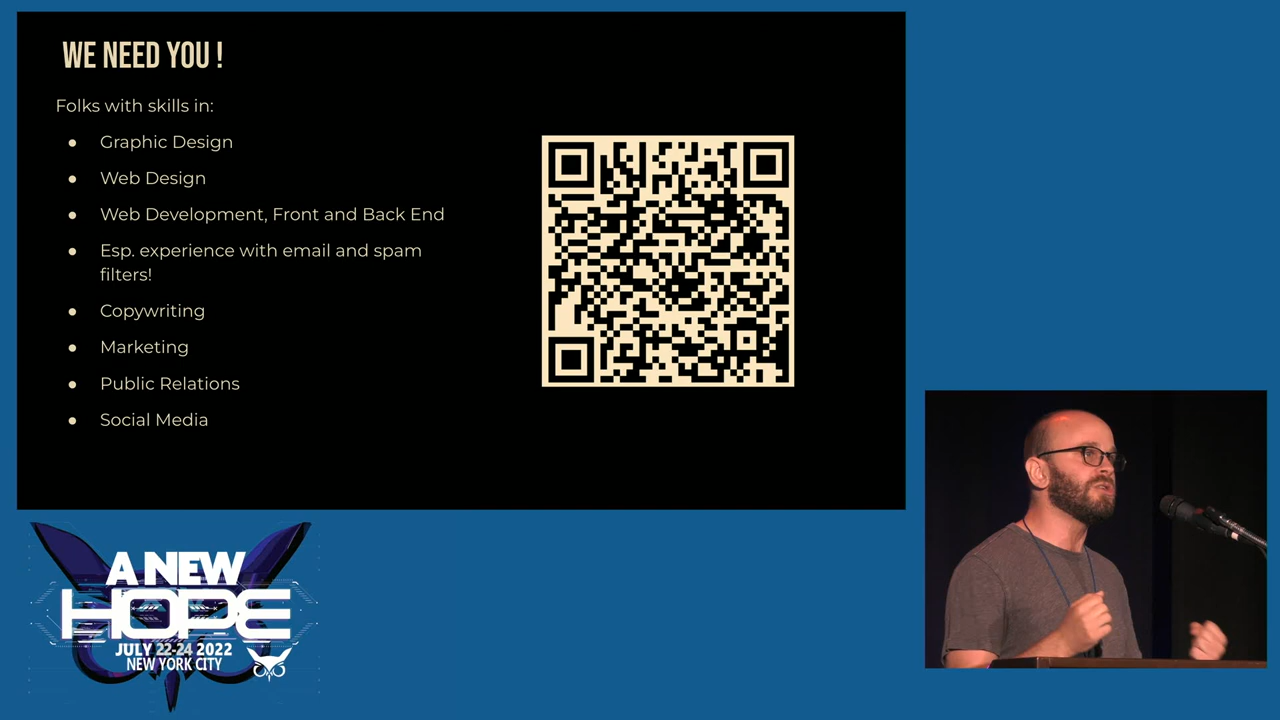 WE NEED YOU !
Folks with skills in:
● Graphic Design
● Web Design
● Web Development, Front and Back End
● Esp. experience with email and spam
filters!
● Copywriting
● Marketing
● Public Relations
● Social Media
A NEW
HOPE
JULY 22-24 2022
NEW YORK CITY